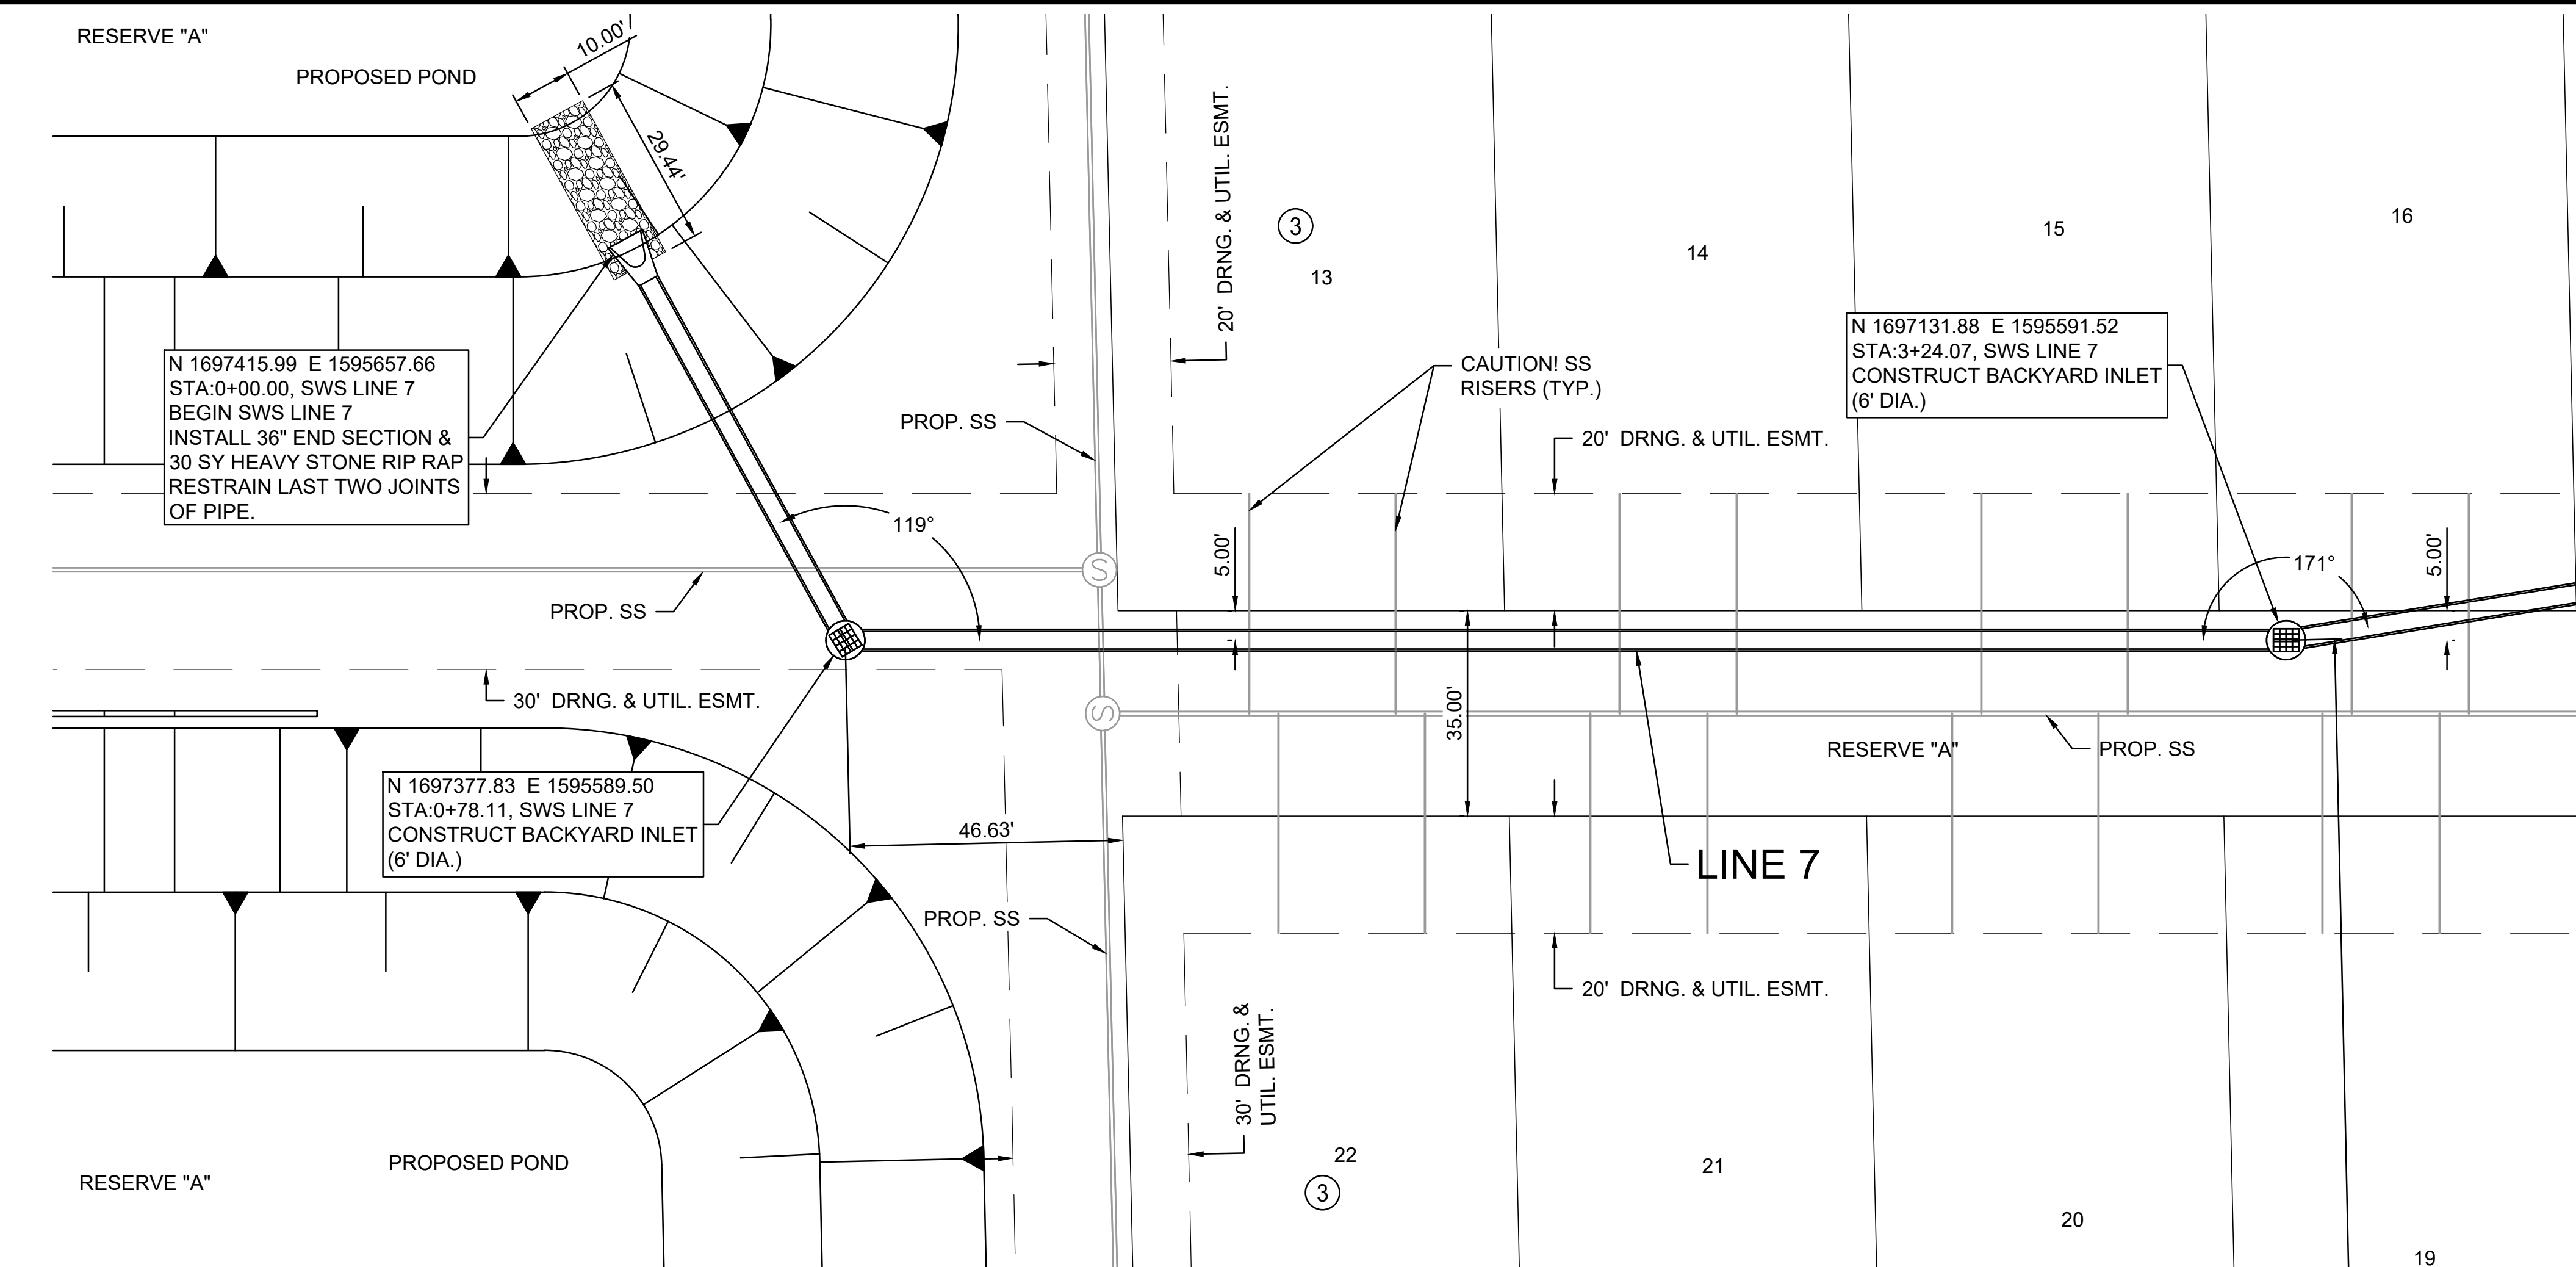 RESERVE "A"
PROPOSED POND
10.00'
29.44'
N 1697415.99  E 1595657.66
STA:0+00.00, SWS LINE 7
BEGIN SWS LINE 7
INSTALL 36" END SECTION &
30 SY HEAVY STONE RIP RAP
RESTRAIN LAST TWO JOINTS
OF PIPE.
20'  DRNG. & UTIL. ESMT.
3
13
14
15
16
PROP. SS
CAUTION! SS
RISERS (TYP.)
20'  DRNG. & UTIL. ESMT.
N 1697131.88  E 1595591.52
STA:3+24.07, SWS LINE 7
CONSTRUCT BACKYARD INLET
(6' DIA.)
119°
5.00'
171°
5.00'
S
PROP. SS
30'  DRNG. & UTIL. ESMT.
S
35.00'
RESERVE "A"
PROP. SS
N 1697377.83  E 1595589.50
STA:0+78.11, SWS LINE 7
CONSTRUCT BACKYARD INLET
(6' DIA.)
46.63'
LINE 7
PROP. SS
20'  DRNG. & UTIL. ESMT.
30'  DRNG. &
UTIL. ESMT.
PROPOSED POND
RESERVE "A"
22
3
21
20
19